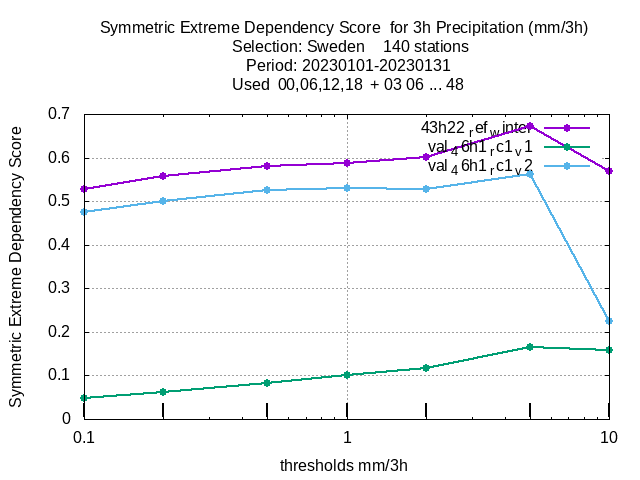 Symmetric Extreme Dependency Score  for 3h Precipitation (mm/3h)
Selection: Sweden    140 stations
Period: 20230101-20230131
Used  00,06,12,18  + 03 06 ... 48
Symmetric Extreme Dependency Score
0.7
0.6
0.5
0.4
0.3
0.2
0.1
0
43h22_ref_winter
val_46h1_rc1_v1
val_46h1_rc1_v2
0.1
1
10
thresholds mm/3h